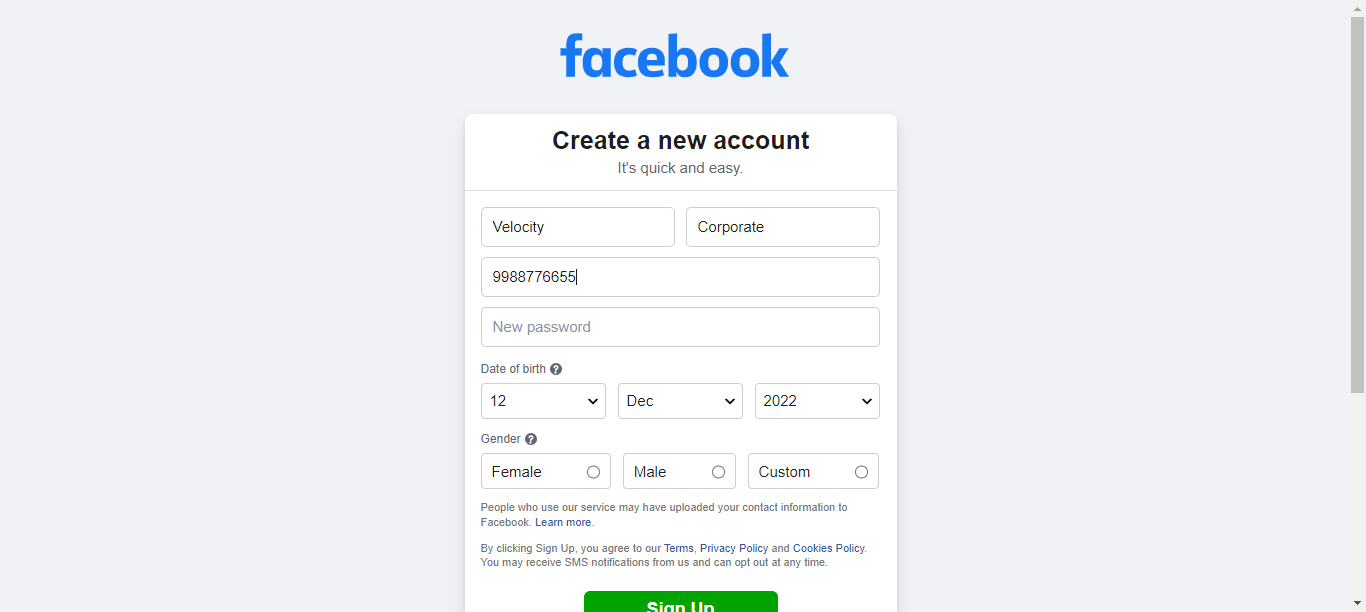 facebook
Create a new account
It's quick and easy.
Velocity Corporate
9988776655
New password
Date of birth ?
12 Dec 2022
Gender ?
Female Male Custom
People who use our service may have uploaded your contact information to
Facebook. Learn more.
By clicking Sign Up, you agree to our Terms, Privacy Policy and Cookies Policy.
You may receive SMS notifications from us and can opt out at any time.
Sign Up